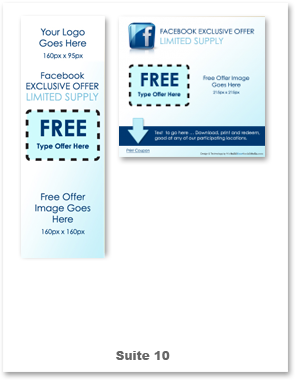 Your Logo
Goes Here
160px x 95px
Facebook
EXCLUSIVE OFFER
LIMITED SUPPLY
FREE
Type Offer Here
Free Offer
Image Goes
Here
160px x 160px
FACEBOOK EXCLUSIVE OFFER
LIMITED SUPPLY
FREE
Type Offer Here
Free Offer Image
Goes Here
215px x 215px
Text to go here ... Download, print and redeem
good at any of our participating locations.
Print Coupon
Suite 10